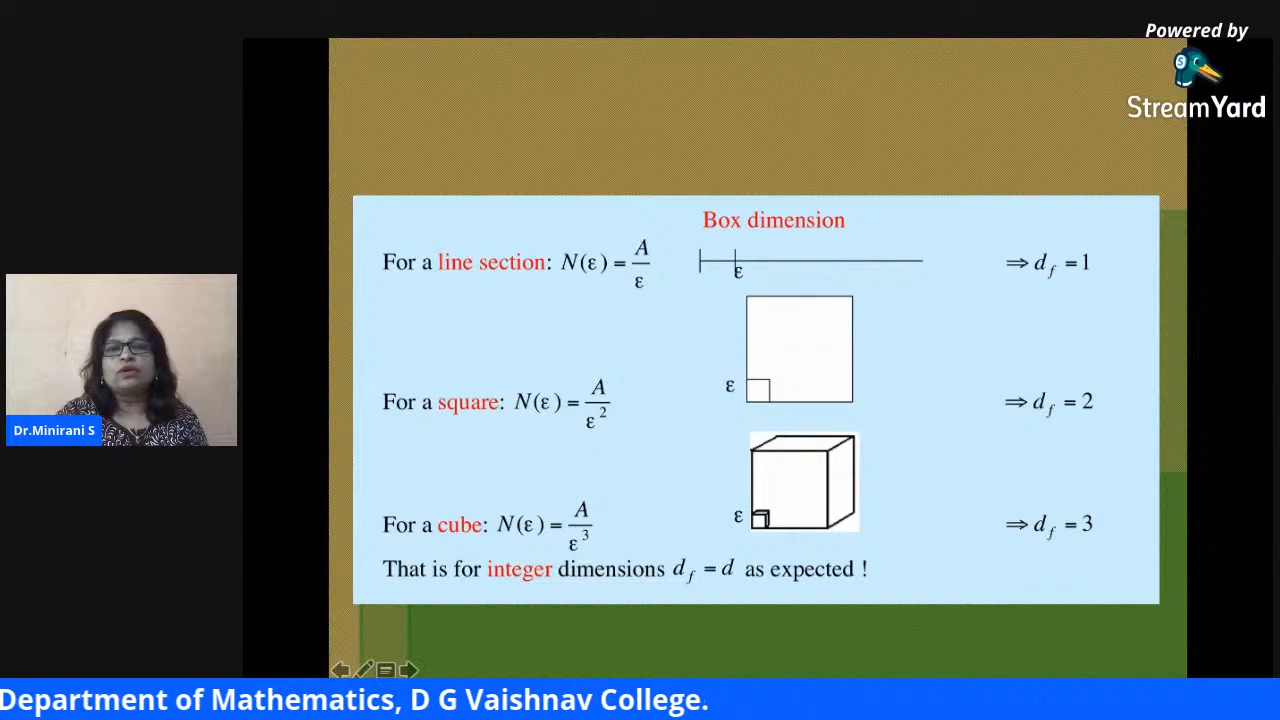 Powered by
StreamYard
Box dimension
For a line section: N(ε) = A/ε ⇒ d_f = 1
ε
ε
For a square: N(ε) = A/ε² ⇒ d_f = 2
ε
For a cube: N(ε) = A/ε³ ⇒ d_f = 3
That is for integer dimensions d_f = d as expected !
Dr.Minirani S
Department of Mathematics, D G Vaishnav College.